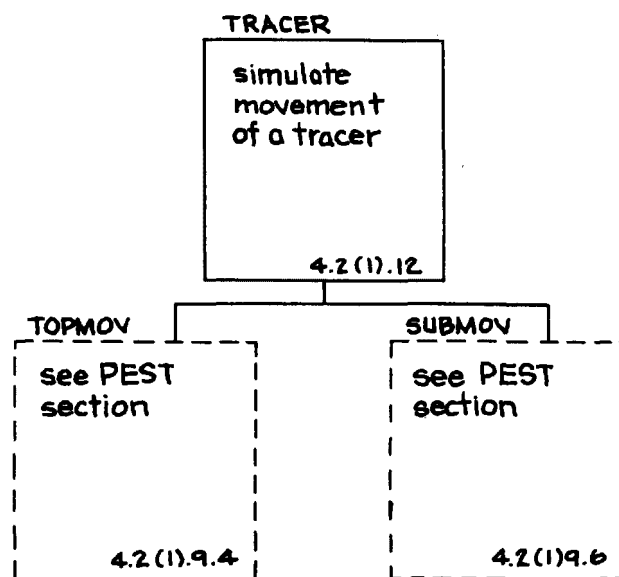 TRACER
simulate
movement
of a tracer
4.2(1).12
TOPMOV
see PEST
section
4.2(1).9.4
SUBMOV
see PEST
section
4.2(1)9.6